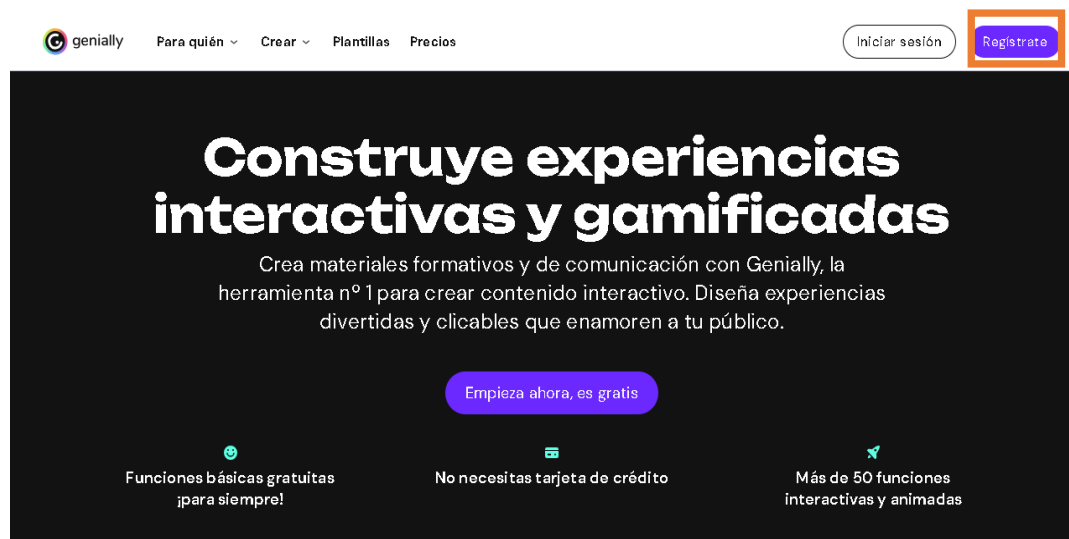 genially Para quién Crear Plantillas Precios Iniciar sesión Regístrate
Construye experiencias
interactivas y gamificadas
Crea materiales formativos y de comunicación con Genially, la
herramienta nº 1 para crear contenido interactivo. Diseña experiencias
divertidas y clicables que enamoren a tu público.
Empieza ahora, es gratis
Funciones básicas gratuitas
¡para siempre!
No necesitas tarjeta de crédito
Más de 50 funciones
interactivas y animadas